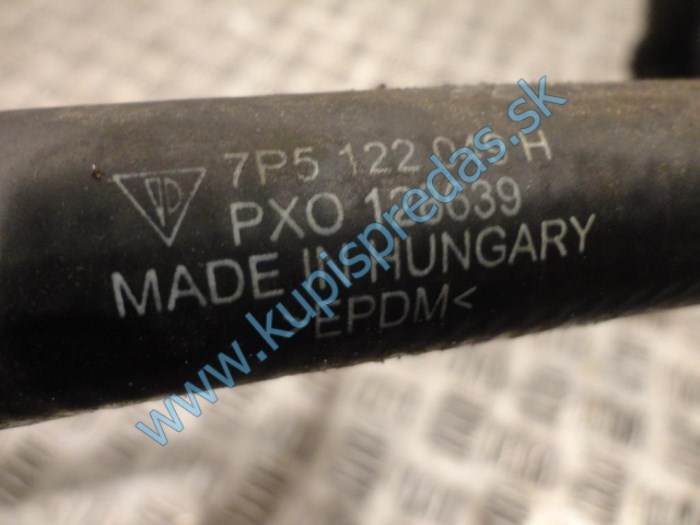 7P5 122 H
PXO
MADE IN HUNGARY
EPDM<
www.kupispredas.sk